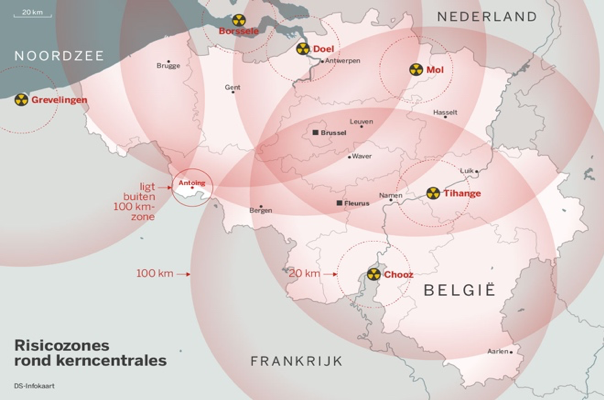 20 km
NEDERLAND
NOORDZEE
Borssele
Doel
Antwerpen
Brugge
Mol
Gent
Grevelingen
Hasselt
Leuven
Brussel
Waver
Luik
Antoing
ligt
buiten
100 km-
zone
Tihange
Namen
Fleurus
Bergen
100 km
20 km
Chooz
BELGIË
Risicozones
rond kerncentrales
FRANKRIJK
Aarlen
DS-Infokaart